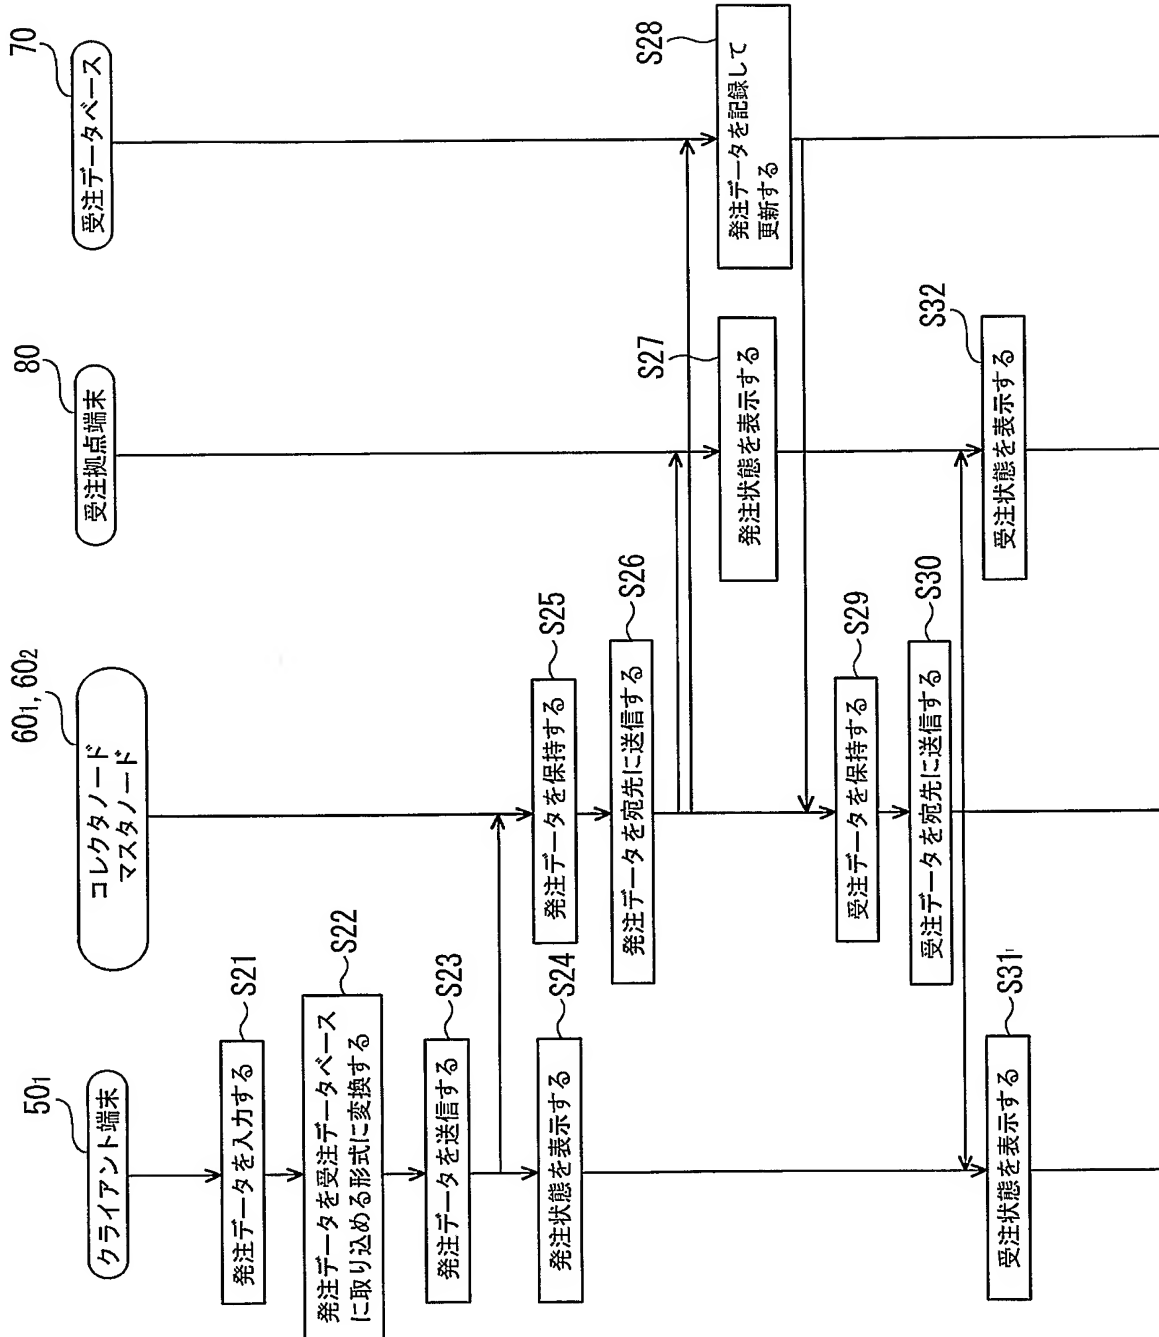 50₁
クライアント端末
60₁, 60₂
コレクタノード
マスタノード
80
受注拠点端末
70
受注データベース
S21
発注データを入力する
S22
発注データを受注データベース
に取り込める形式に変換する
S23
発注データを送信する
S24
発注状態を表示する
S25
発注データを保持する
S26
発注データを宛先に送信する
S27
発注状態を表示する
S28
発注データを記録して
更新する
S29
受注データを保持する
S30
受注データを宛先に送信する
S31
受注状態を表示する
S32
受注状態を表示する